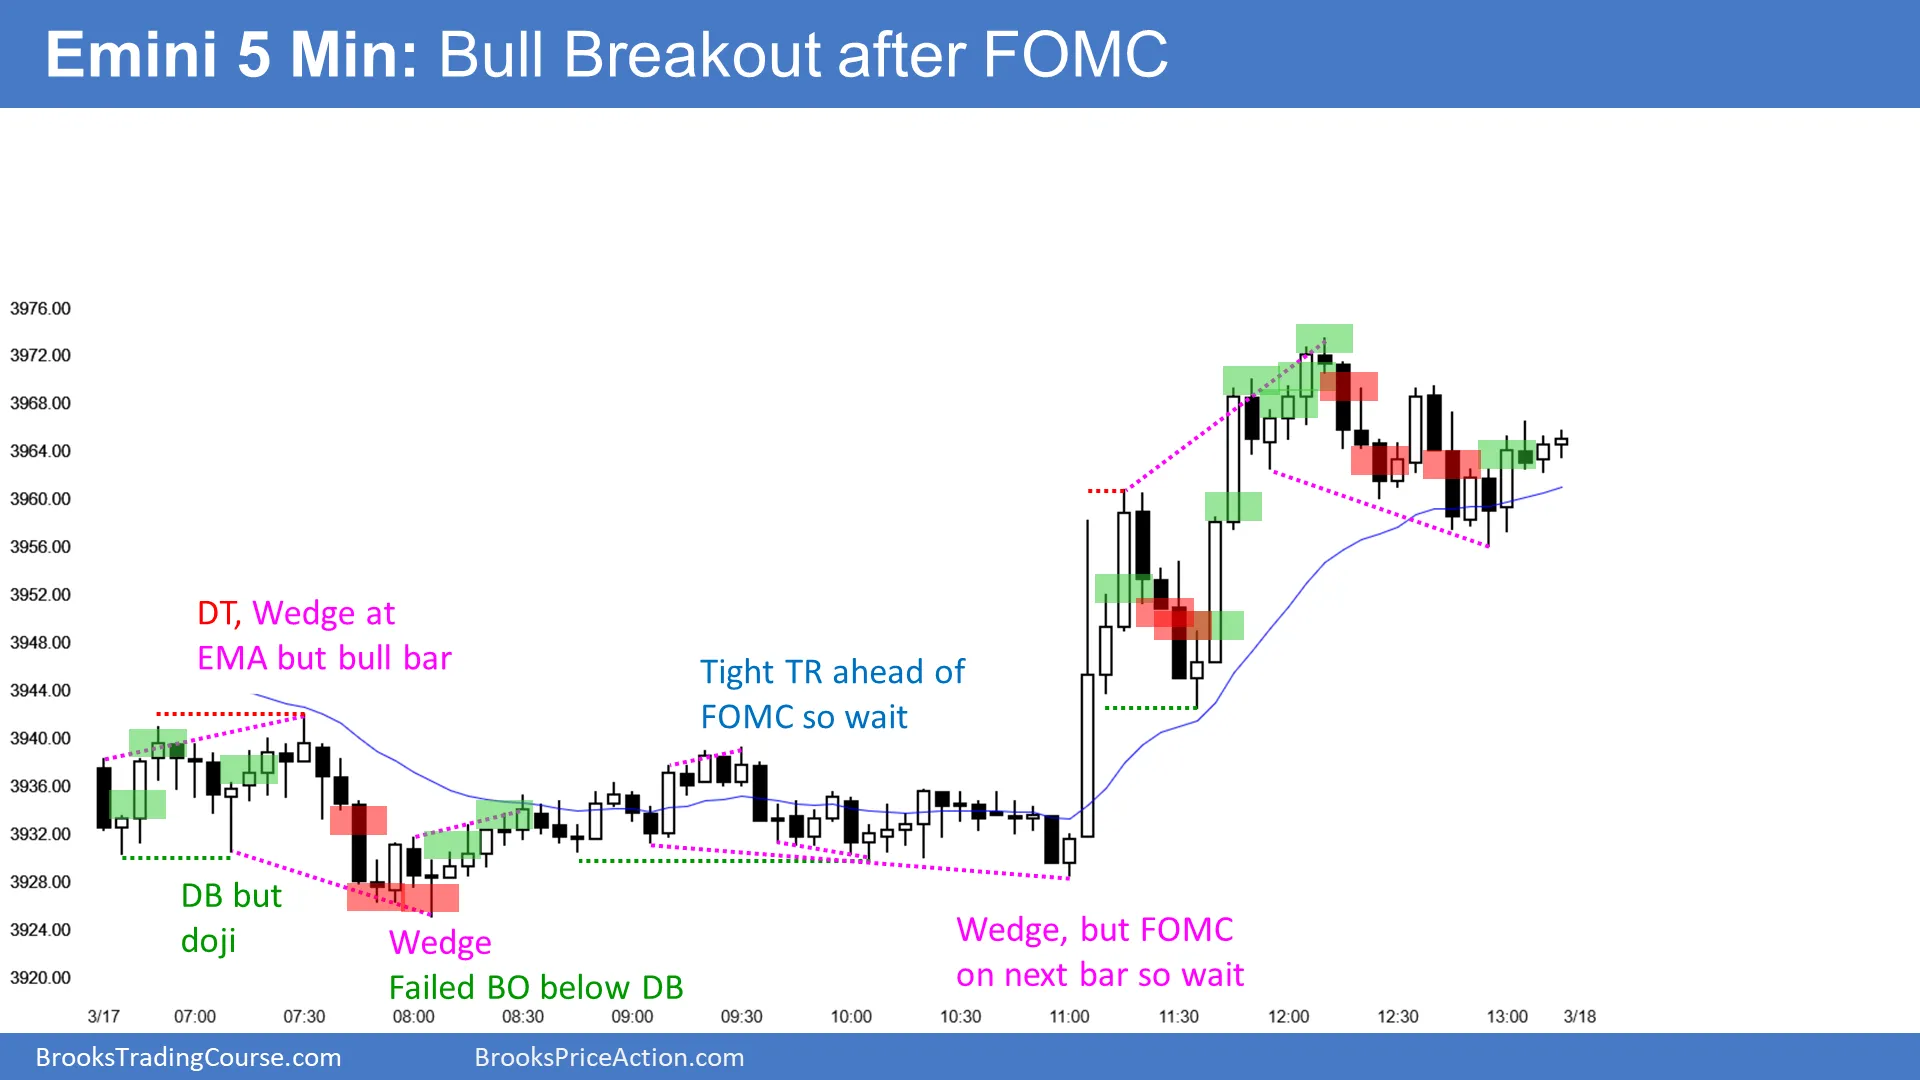 Emini 5 Min: Bull Breakout after FOMC
3976.00
3972.00
3968.00
3964.00
3960.00
3956.00
3952.00
3948.00
3944.00
3940.00
3936.00
3932.00
3928.00
3924.00
3920.00
DT, Wedge at
EMA but bull bar
DB but
doji
Wedge
Failed BO below DB
Tight TR ahead of
FOMC so wait
Wedge, but FOMC
on next bar so wait
3/17 07:00 07:30 08:00 08:30 09:00 09:30 10:00 10:30 11:00 11:30 12:00 12:30 13:00 3/18
BrooksTradingCourse.com BrooksPriceAction.com